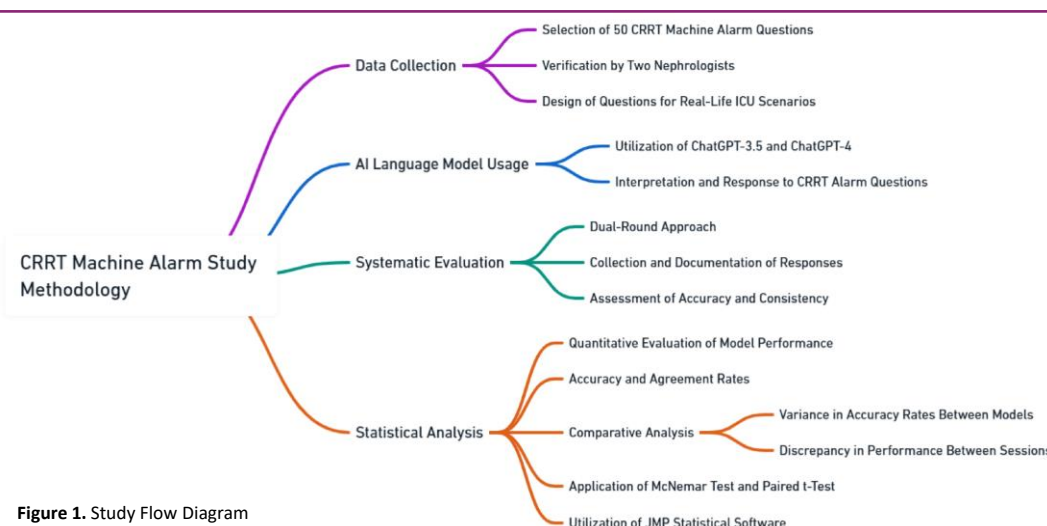 Selection of 50 CRRT Machine Alarm Questions
Data Collection
Verification by Two Nephrologists
Design of Questions for Real-Life ICU Scenarios
Utilization of ChatGPT-3.5 and ChatGPT-4
AI Language Model Usage
Interpretation and Response to CRRT Alarm Questions
Dual-Round Approach
CRRT Machine Alarm Study
Methodology
Systematic Evaluation
Collection and Documentation of Responses
Assessment of Accuracy and Consistency
Quantitative Evaluation of Model Performance
Accuracy and Agreement Rates
Variance in Accuracy Rates Between Models
Statistical Analysis
Comparative Analysis
Discrepancy in Performance Between Sessions
Application of McNemar Test and Paired t-Test
Utilization of JMP Statistical Software
Figure 1. Study Flow Diagram